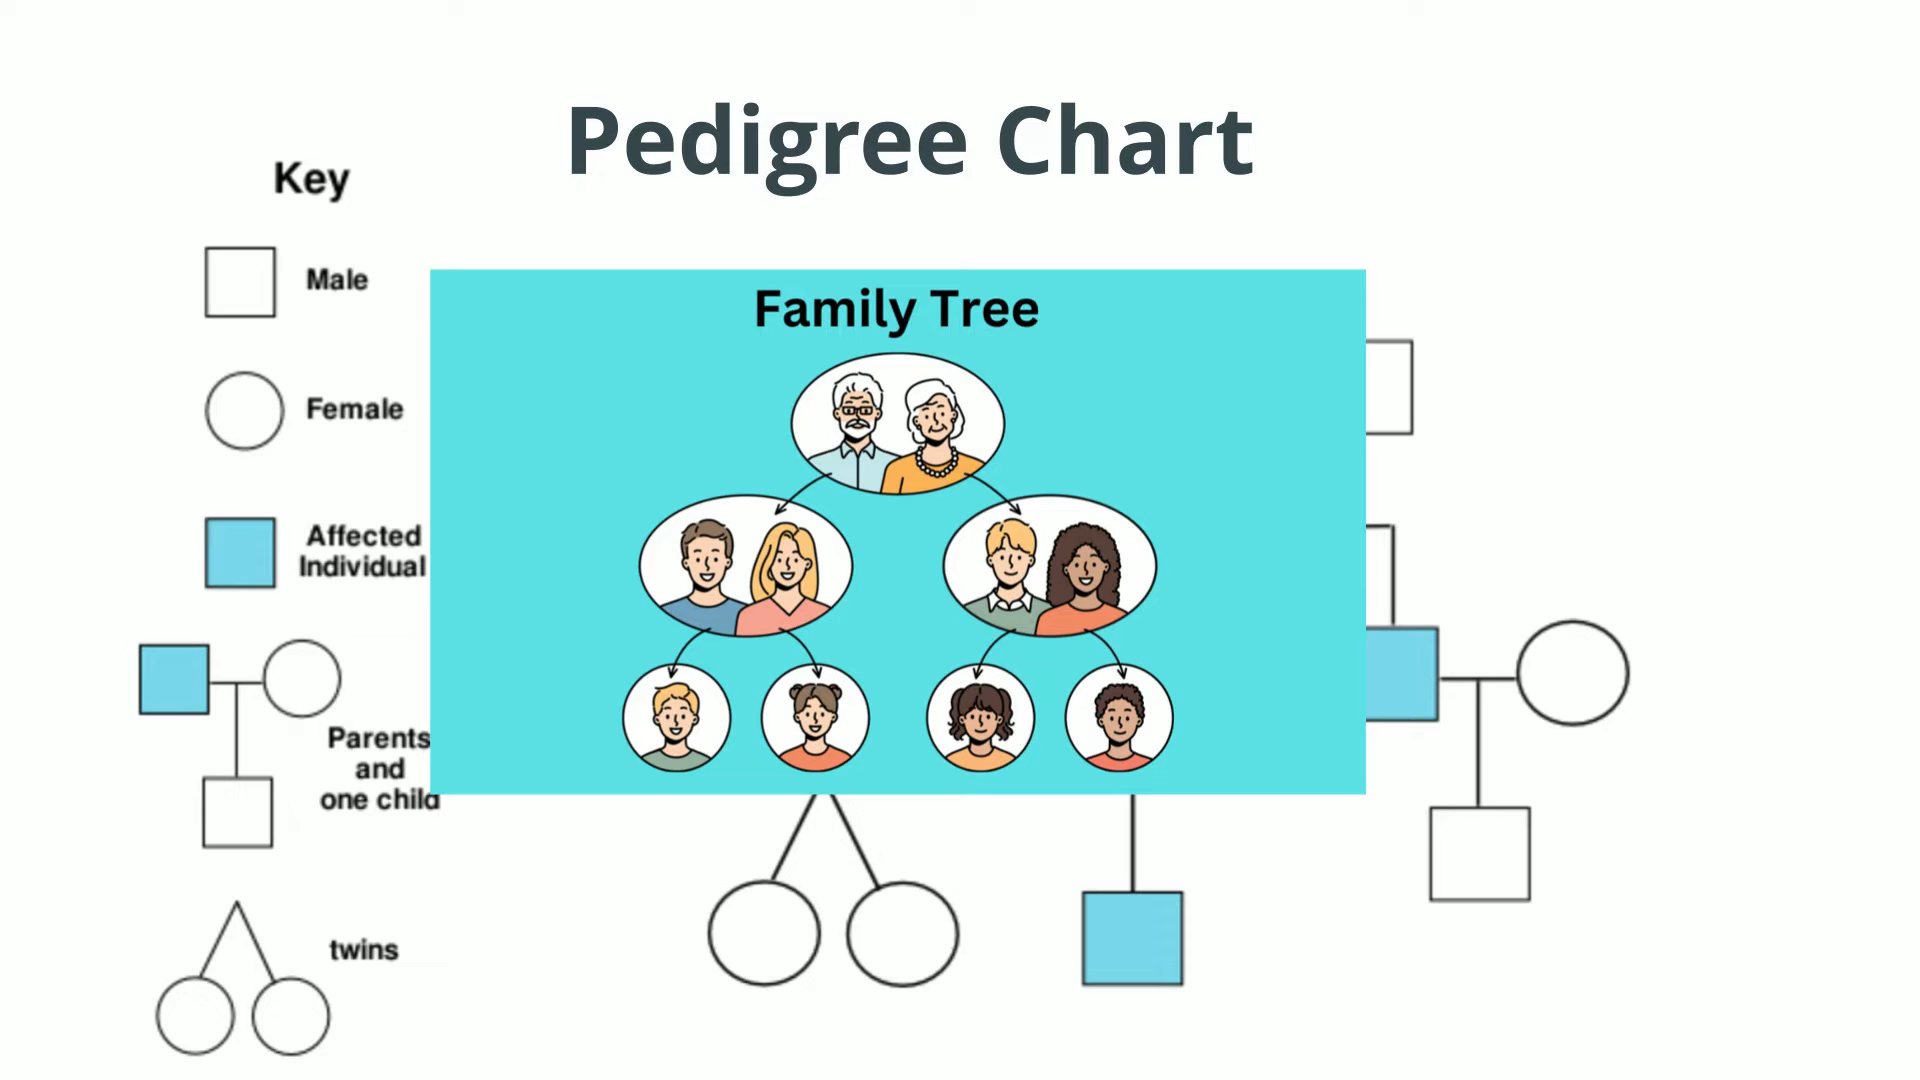 Pedigree Chart
Key
Male
Female
Affected
Individual
Parents
and
one child
twins
Family Tree